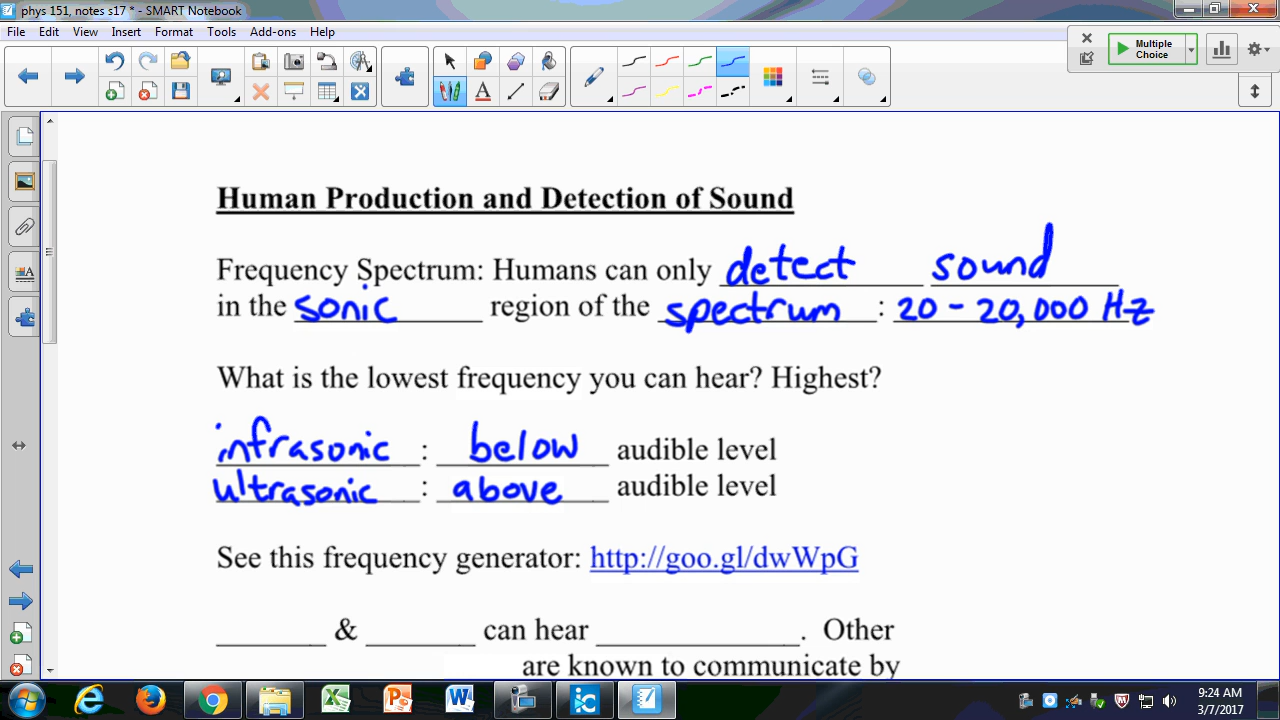 phys 151, notes s17 * - SMART Notebook
File Edit View Insert Format Tools Add-ons Help
Multiple
Choice
Human Production and Detection of Sound
Frequency Spectrum: Humans can only detect sound
in the sonic region of the spectrum : 20 - 20,000 Hz
What is the lowest frequency you can hear? Highest?
infrasonic : below audible level
ultrasonic : above audible level
See this frequency generator: http://goo.gl/dwWpG
_______ & _______ can hear _____________. Other
are known to communicate by
9:24 AM
3/7/2017